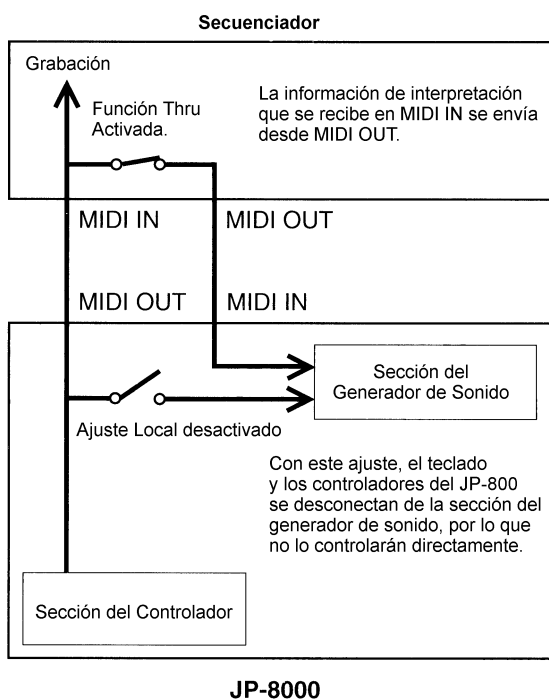 Secuenciador
Grabación
Función Thru
Activada.
La información de interpretación
que se recibe en MIDI IN se envía
desde MIDI OUT.
MIDI IN
MIDI OUT
MIDI OUT
MIDI IN
Sección del
Generador de Sonido
Ajuste Local desactivado
Con este ajuste, el teclado
y los controladores del JP-800
se desconectan de la sección del
generador de sonido, por lo que
no lo controlarán directamente.
Sección del Controlador
JP-8000